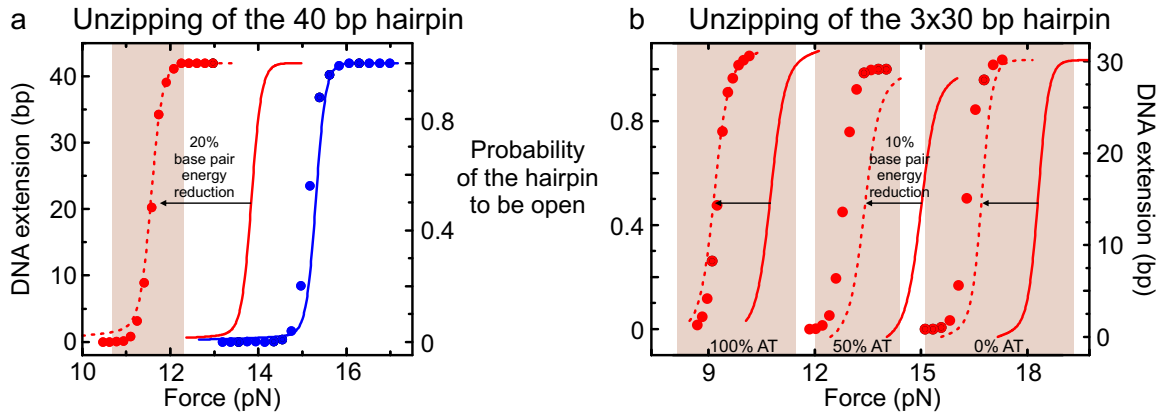 a
Unzipping of the 40 bp hairpin
b
Unzipping of the 3x30 bp hairpin
DNA extension (bp)
40
30
20
10
0
10
12
14
16
Force (pN)
20%
base pair
energy
reduction
0.8
0.4
0
Probability
of the hairpin
to be open
0.8
0.4
0
9
12
15
18
Force (pN)
10%
base pair
energy
reduction
100% AT
50% AT
0% AT
30
20
10
0
DNA extension (bp)